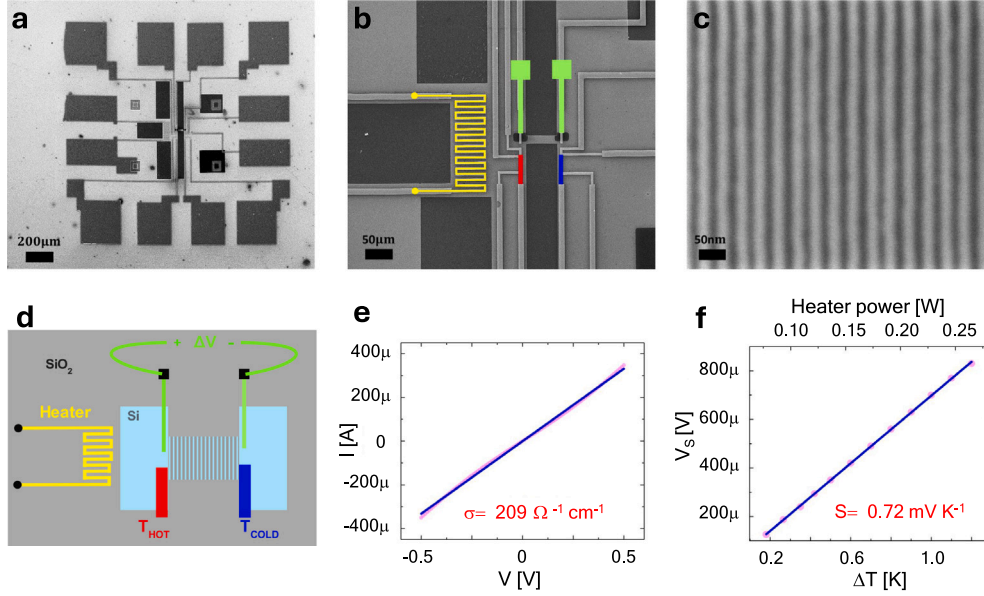 a
200μm
b
50μm
c
50nm
d
SiO2
+ ΔV -
Heater
Si
THOT
TCOLD
e
I [A]
400μ
200μ
0
-200μ
-400μ
σ= 209 Ω -1 cm-1
-0.5
0
0.5
V [V]
f
Heater power [W]
0.10
0.15
0.21
0.26
VS [V]
800μ
600μ
400μ
200μ
S= 0.72 mV K-1
0.2
0.6
1.0
ΔT [K]